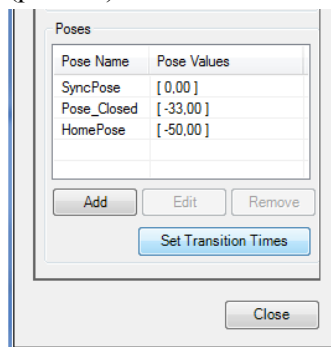 Poses
Pose Name Pose Values
SyncPose [ 0,00 ]
Pose_Closed [ -33,00 ]
HomePose [ -50,00 ]
Add Edit Remove
Set Transition Times
Close